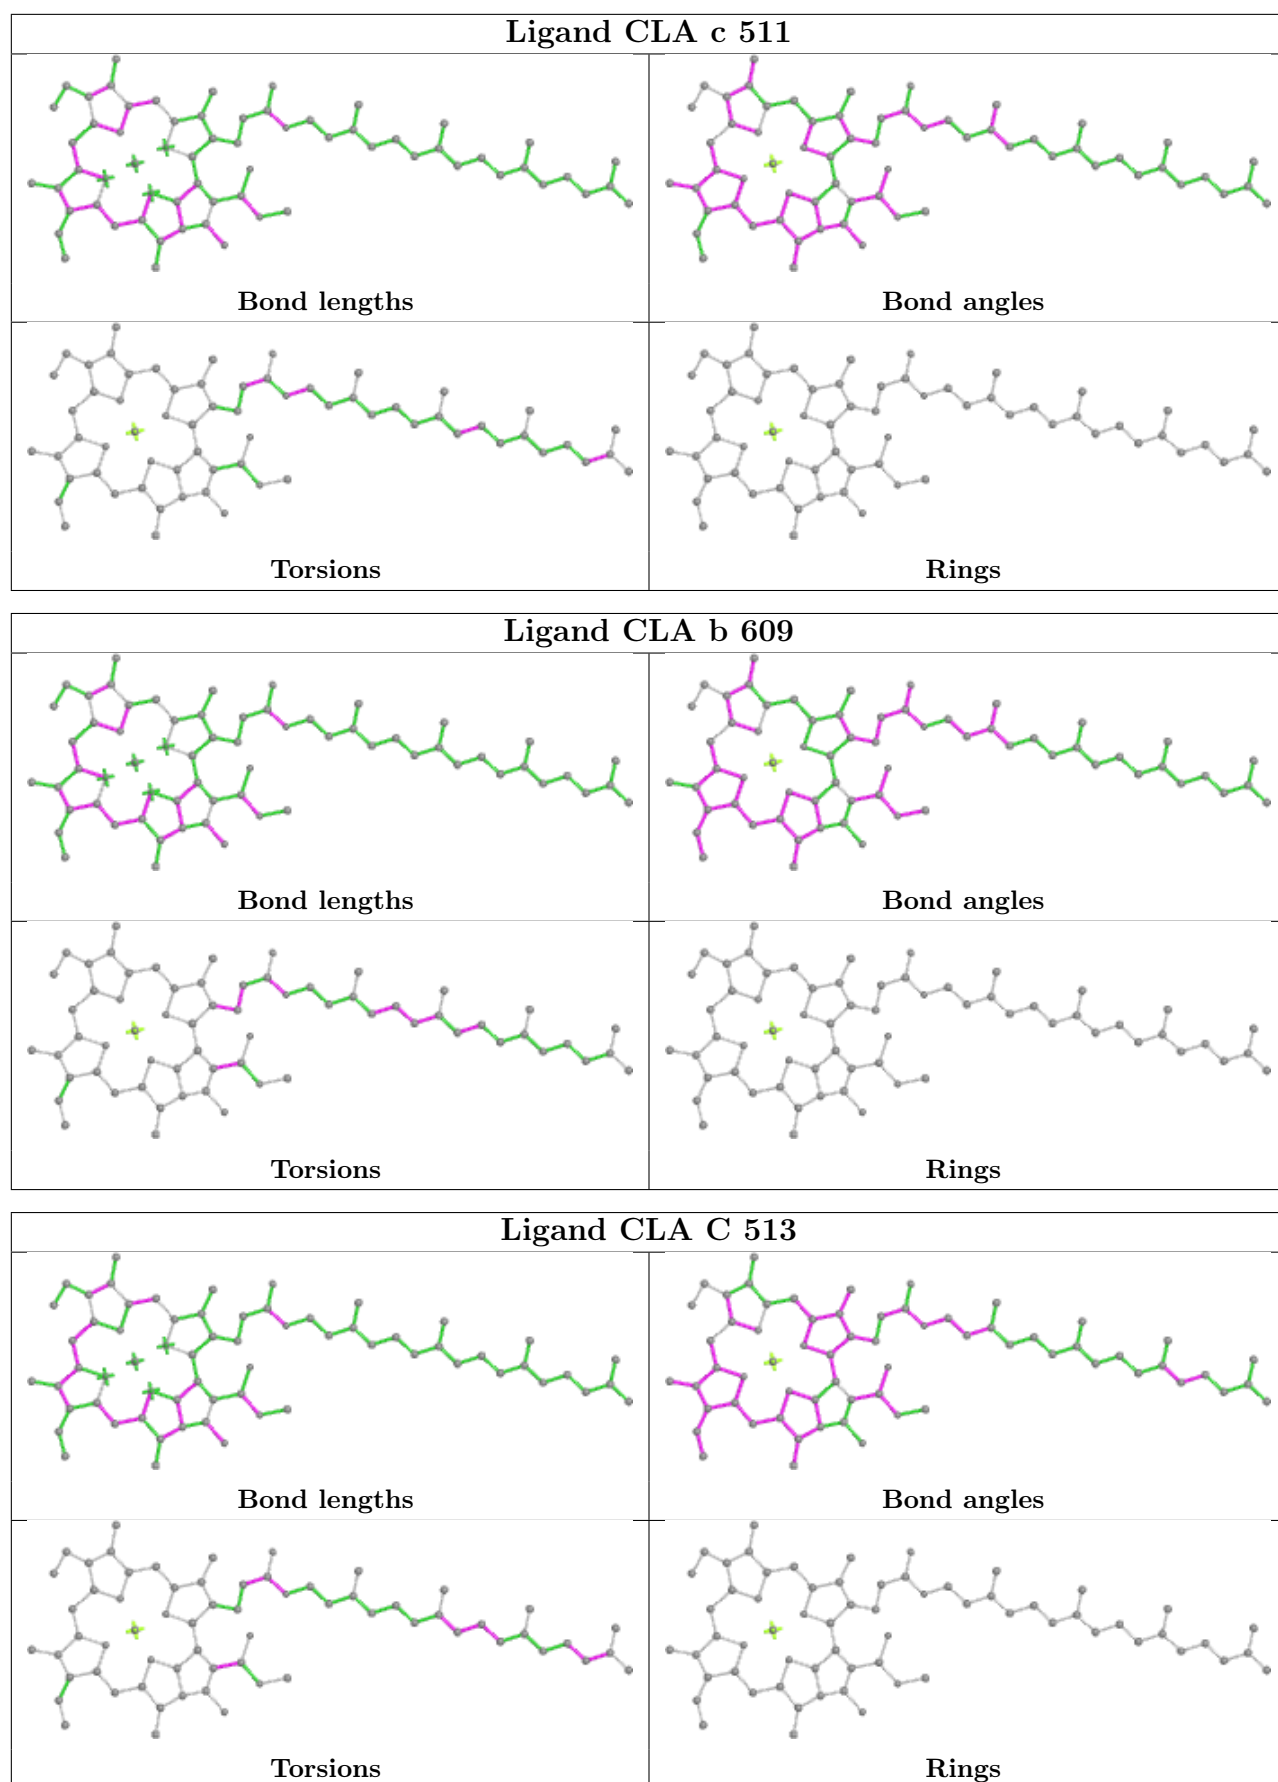 Ligand CLA c 511
Bond lengths
Bond angles
Torsions
Rings
Ligand CLA b 609
Bond lengths
Bond angles
Torsions
Rings
Ligand CLA C 513
Bond lengths
Bond angles
Torsions
Rings